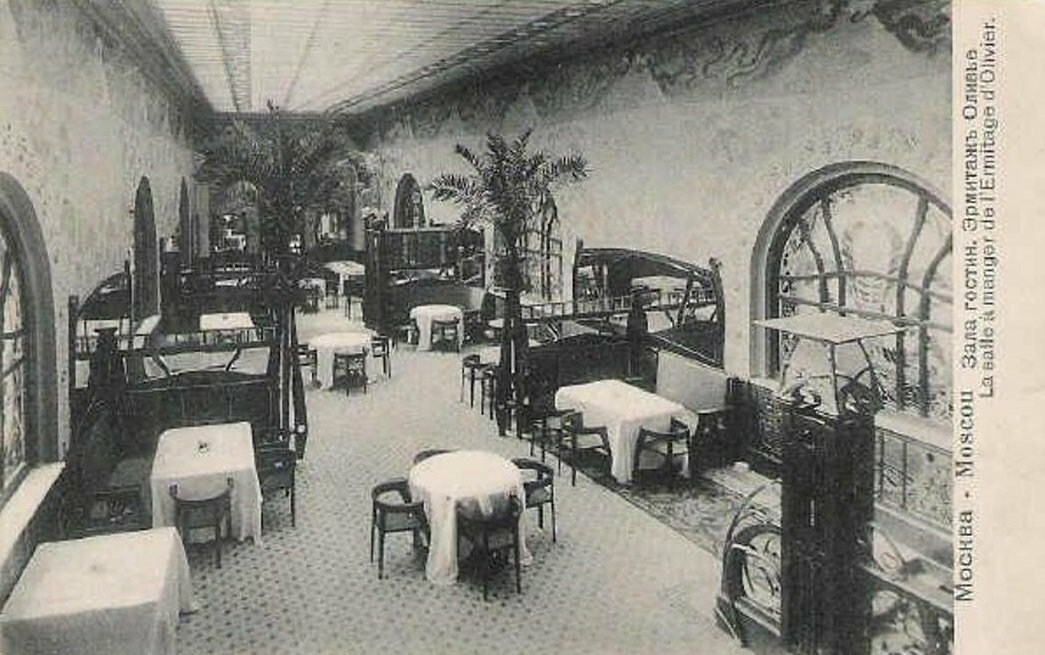 Москва - Moscou
Зала гостин. Эрмитажъ Оливье
La salle à manger de l'Ermitage d'Olivier.